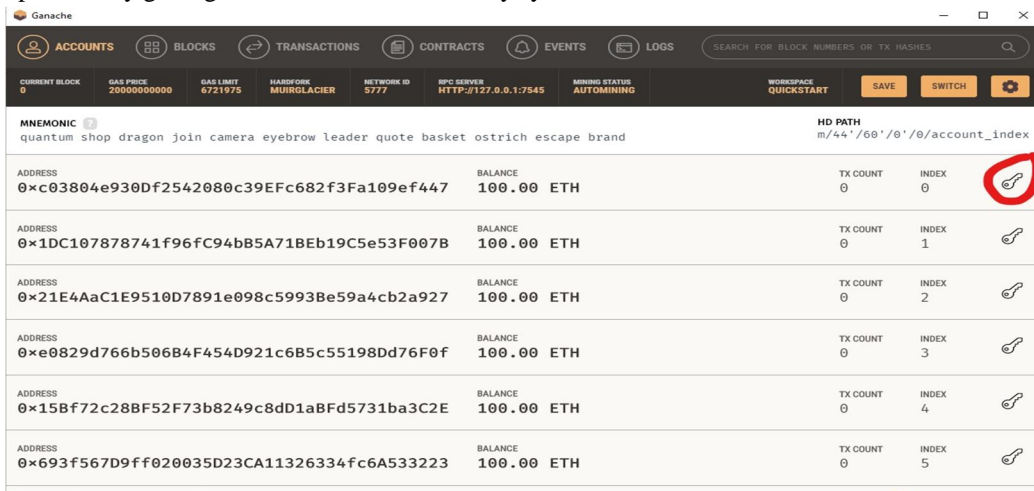 Ganache
ACCOUNTS BLOCKS TRANSACTIONS CONTRACTS EVENTS LOGS SEARCH FOR BLOCK NUMBERS OR TX HASHES
CURRENT BLOCK GAS PRICE GAS LIMIT HARDFORK NETWORK ID RPC SERVER MINING STATUS WORKSPACE
0 20000000000 6721975 MUIRGLACIER 5777 HTTP://127.0.0.1:7545 AUTOMINING QUICKSTART SAVE SWITCH
MNEMONIC ? HD PATH
quantum shop dragon join camera eyebrow leader quote basket ostrich escape brand m/44'/60'/0'/0/account_index
ADDRESS BALANCE TX COUNT INDEX
0×c03804e930Df2542080c39EFc682f3Fa109ef447 100.00 ETH 0 0
ADDRESS BALANCE TX COUNT INDEX
0×1DC107878741f96fC94bB5A71BEb19C5e53F007B 100.00 ETH 0 1
ADDRESS BALANCE TX COUNT INDEX
0×21E4AaC1E9510D7891e098c5993Be59a4cb2a927 100.00 ETH 0 2
ADDRESS BALANCE TX COUNT INDEX
0×e0829d766b506B4F454D921c6B5c55198Dd76F0f 100.00 ETH 0 3
ADDRESS BALANCE TX COUNT INDEX
0×15Bf72c28BF52F73b8249c8dD1aBFd5731ba3C2E 100.00 ETH 0 4
ADDRESS BALANCE TX COUNT INDEX
0×693f567D9ff020035D23CA11326334fc6A533223 100.00 ETH 0 5